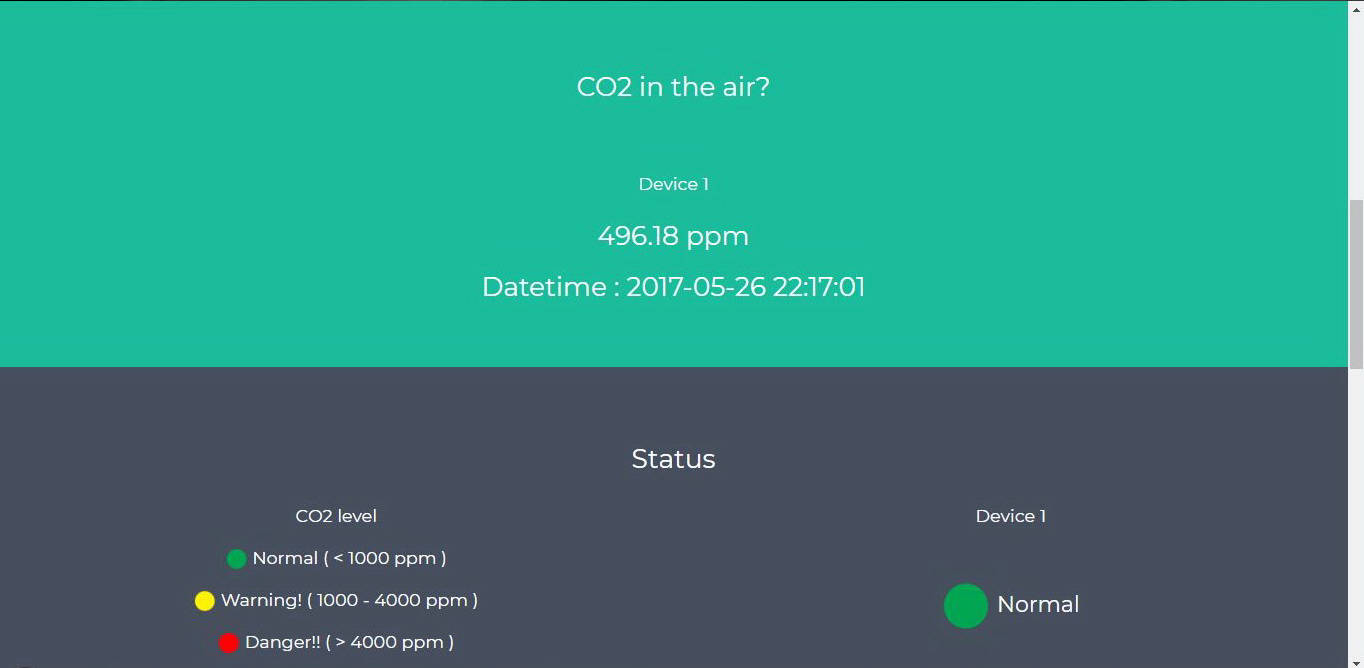 CO2 in the air?
Device 1
496.18 ppm
Datetime : 2017-05-26 22:17:01
Status
CO2 level
Normal ( < 1000 ppm )
Warning! ( 1000 - 4000 ppm )
Danger!! ( > 4000 ppm )
Device 1
Normal